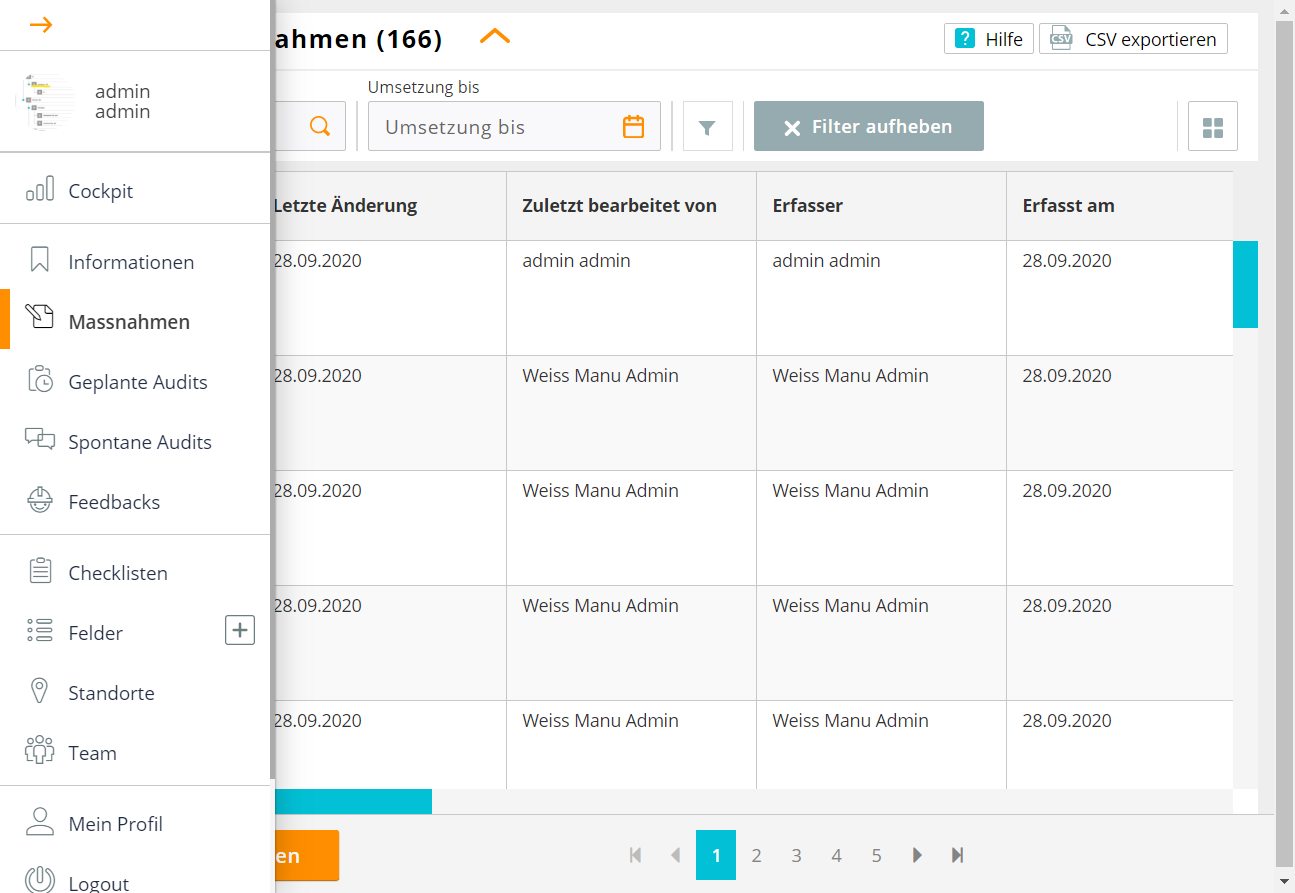 ahmen (166)
Hilfe
CSV
CSV exportieren
admin
admin
Umsetzung bis
Umsetzung bis
Filter aufheben
Cockpit
Informationen
Massnahmen
Geplante Audits
Spontane Audits
Feedbacks
Checklisten
Felder
Standorte
Team
Mein Profil
Logout
Letzte Änderung Zuletzt bearbeitet von Erfasser Erfasst am
28.09.2020 admin admin admin admin 28.09.2020
28.09.2020 Weiss Manu Admin Weiss Manu Admin 28.09.2020
28.09.2020 Weiss Manu Admin Weiss Manu Admin 28.09.2020
28.09.2020 Weiss Manu Admin Weiss Manu Admin 28.09.2020
28.09.2020 Weiss Manu Admin Weiss Manu Admin 28.09.2020
en
1 2 3 4 5